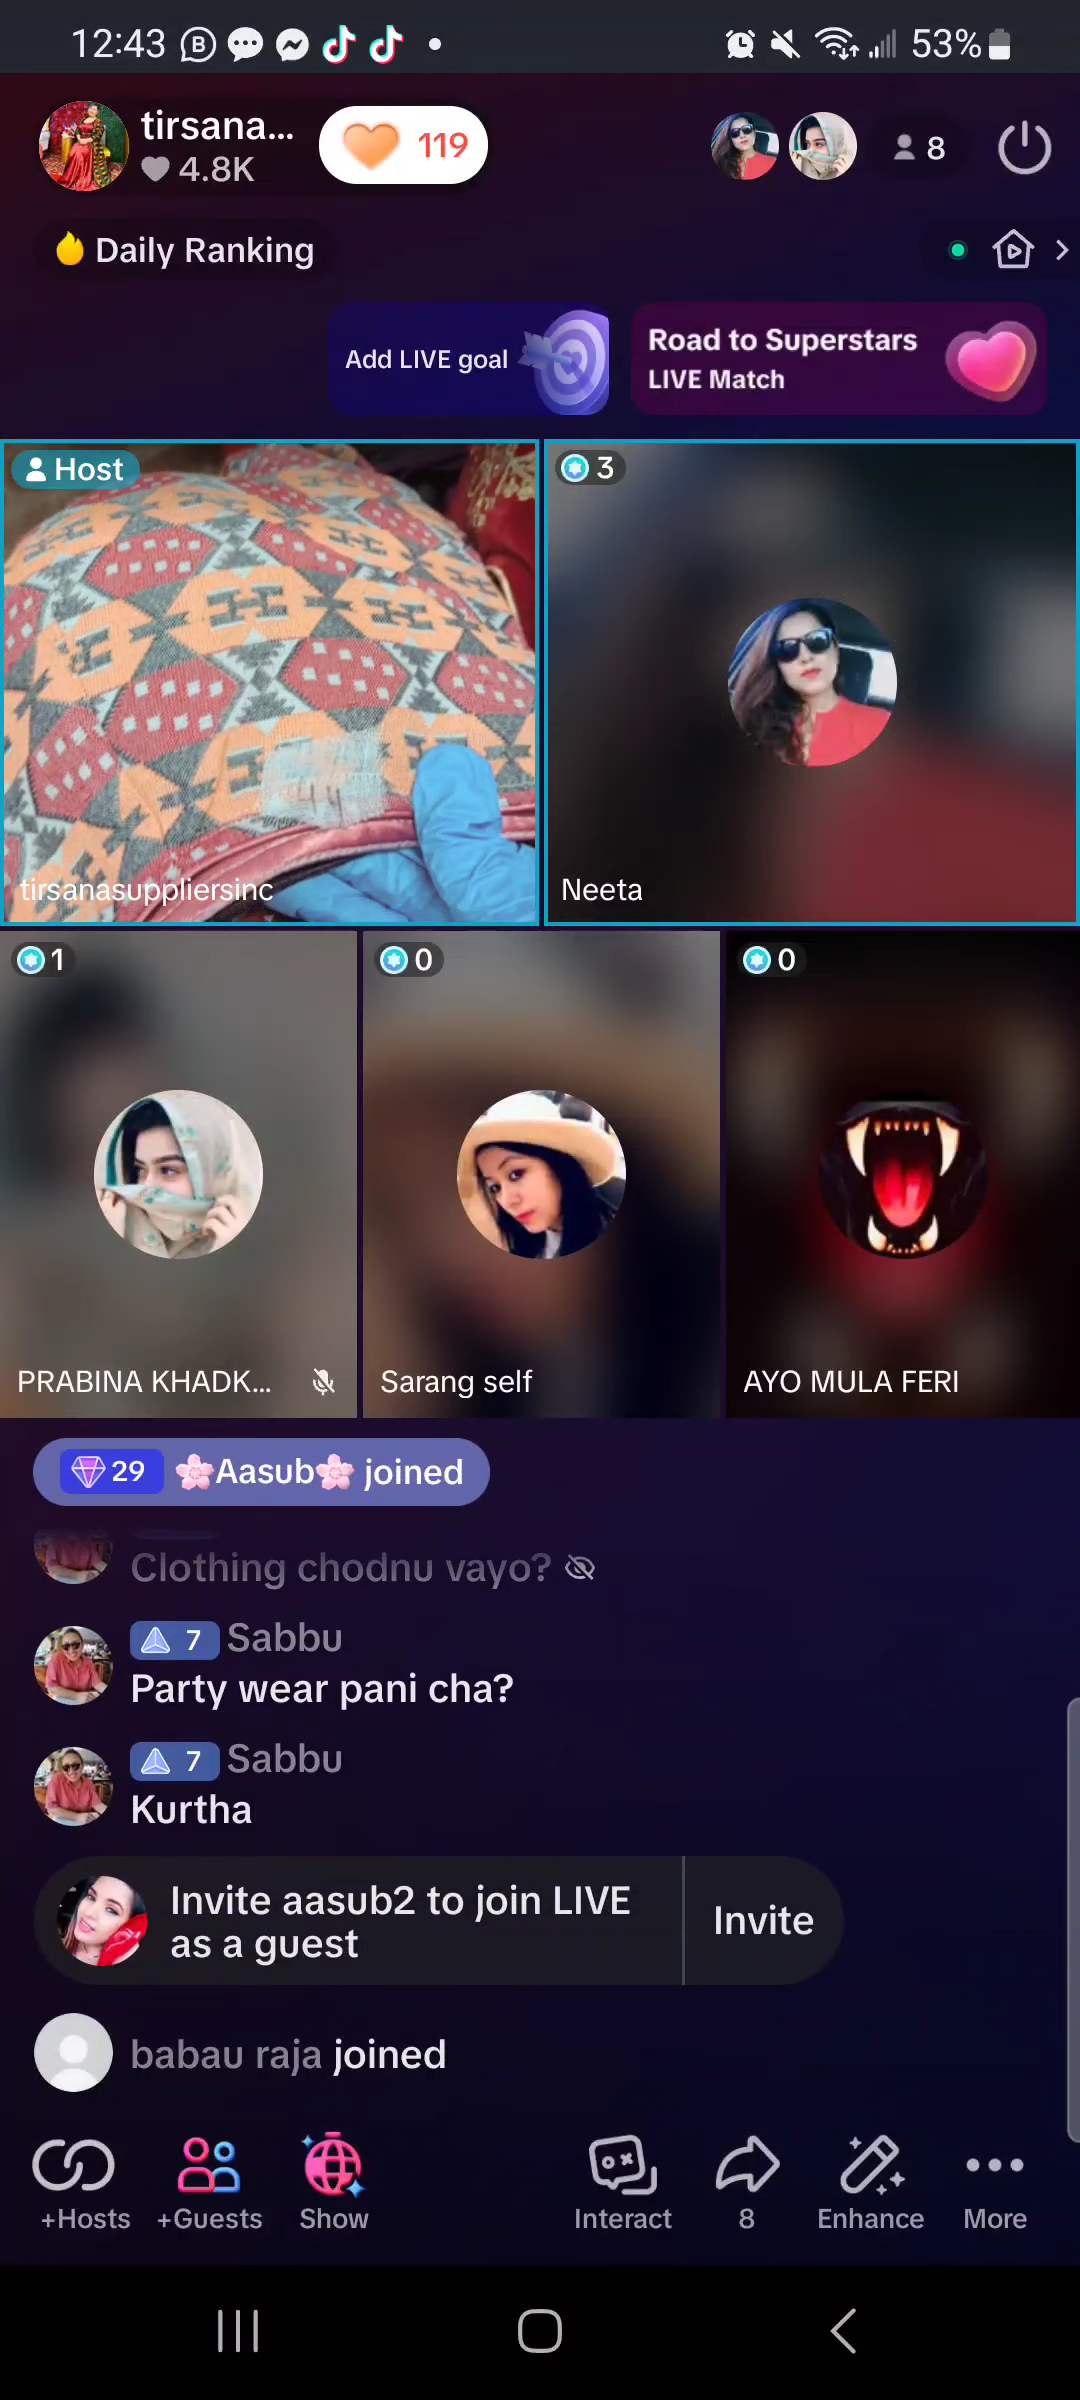 12:43
53%
tirsana...
4.8K
119
8
Daily Ranking
Add LIVE goal
Road to Superstars
LIVE Match
Host
3
tirsanasuppliersinc
Neeta
1
0
0
PRABINA KHADK...
Sarang self
AYO MULA FERI
29 🌸Aasub🌸 joined
Clothing chodnu vayo?
7 Sabbu
Party wear pani cha?
7 Sabbu
Kurtha
Invite aasub2 to join LIVE
as a guest
Invite
babau raja joined
+Hosts
+Guests
Show
Interact
8
Enhance
More